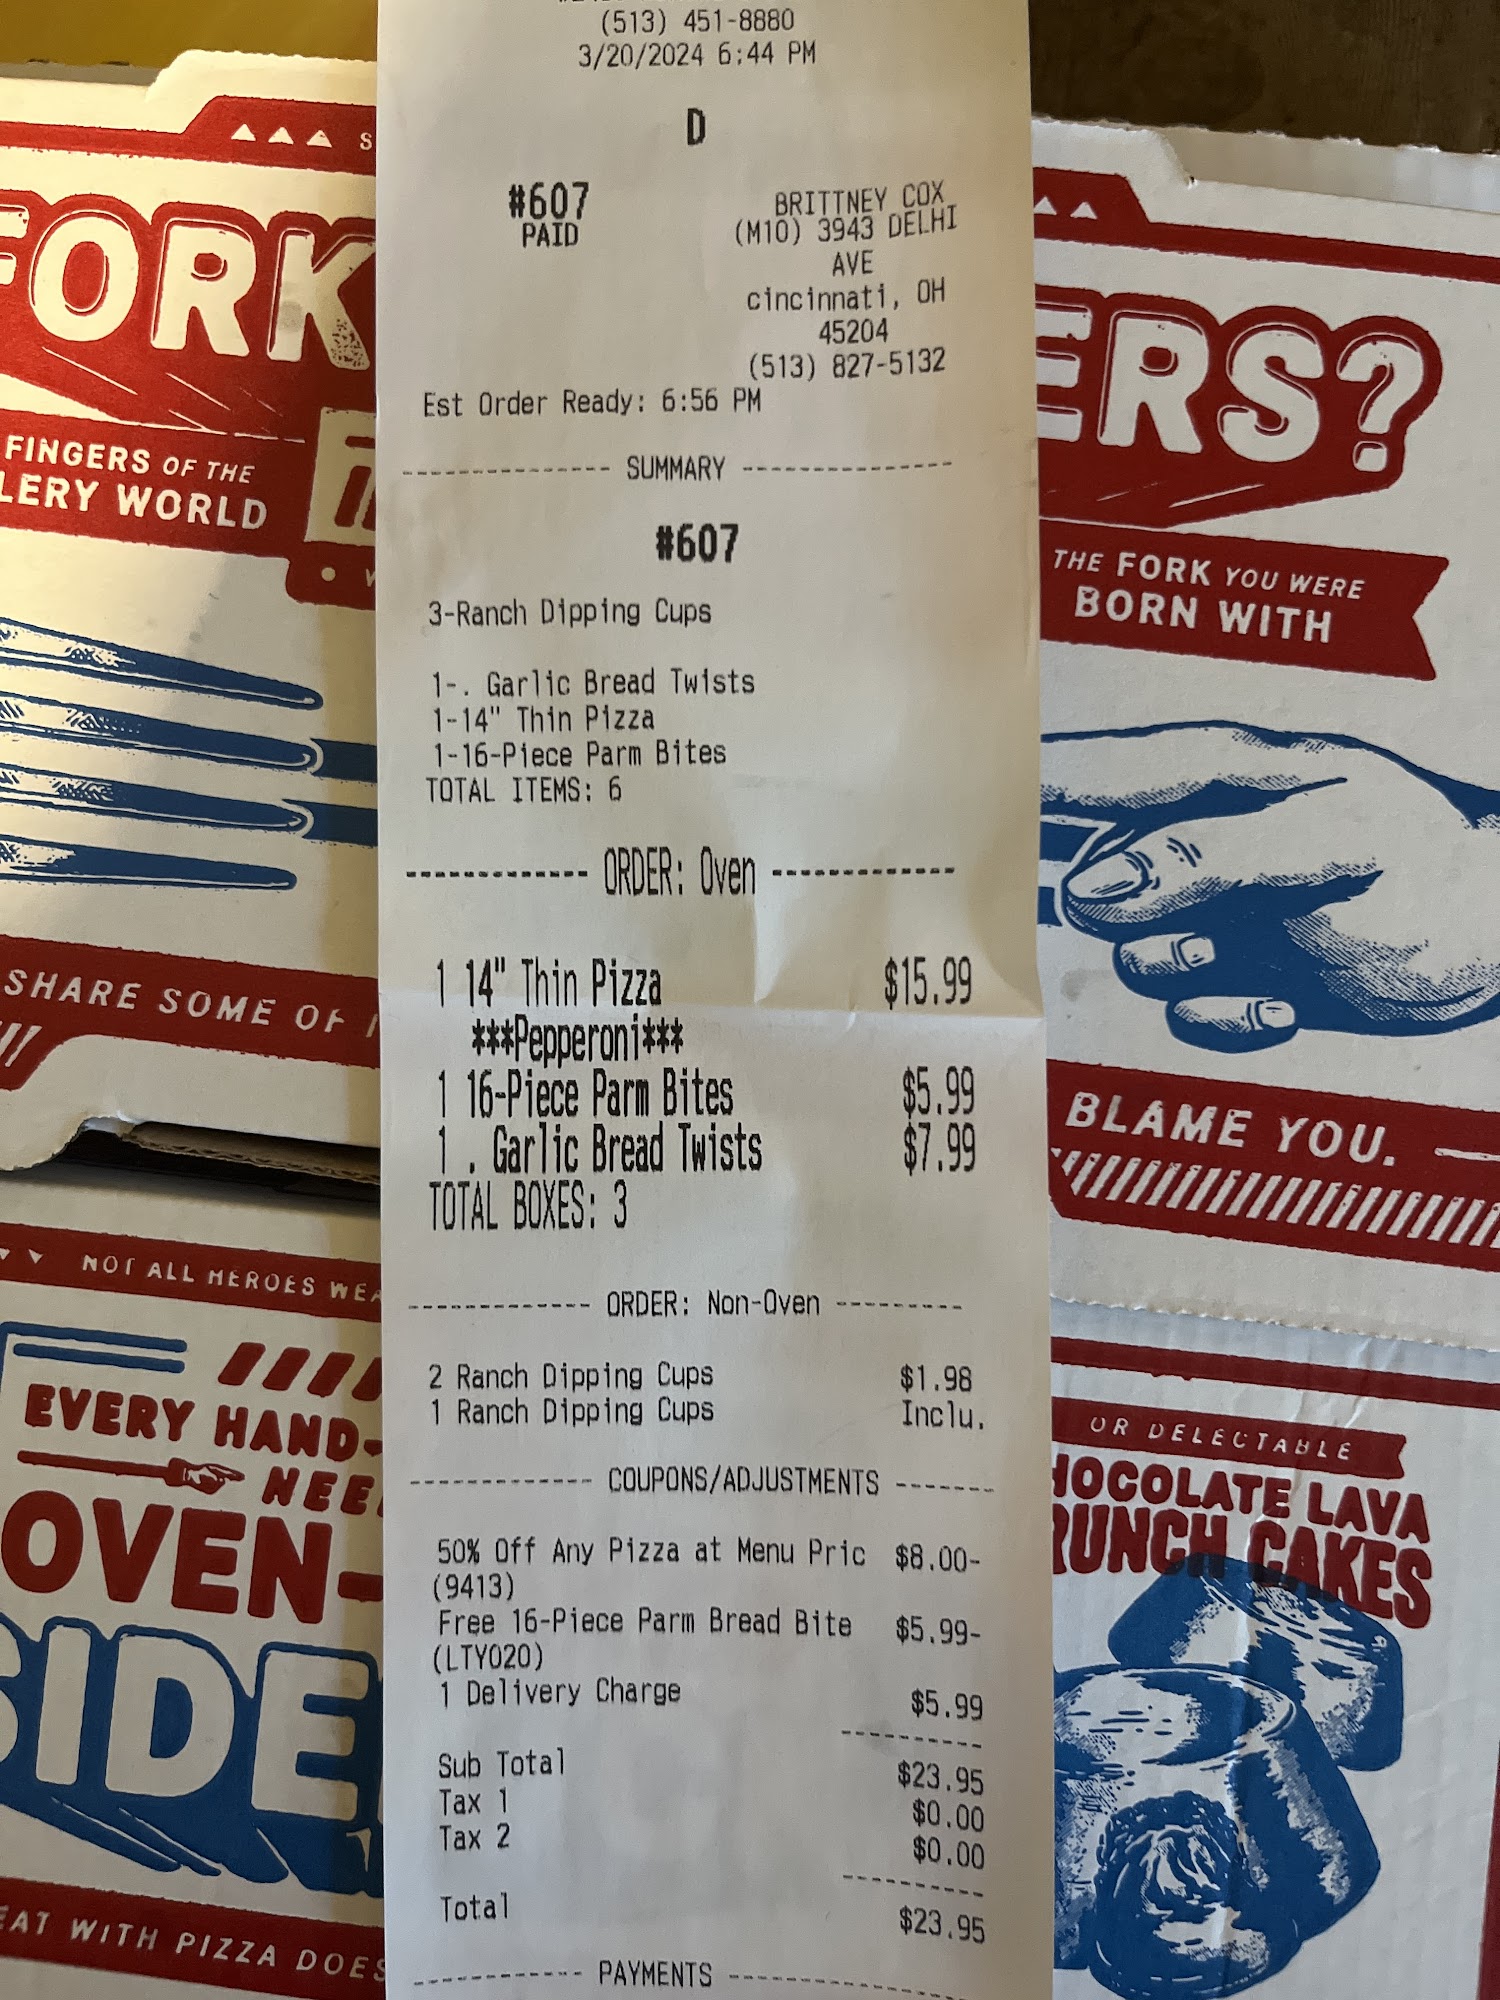 (513) 451-8880
3/20/2024 6:44 PM
D
#607
PAID
BRITTNEY COX
(M10) 3943 DELHI
AVE
cincinnati, OH
45204
(513) 827-5132
Est Order Ready: 6:56 PM
--------------- SUMMARY ---------------
#607
3-Ranch Dipping Cups
1-. Garlic Bread Twists
1-14" Thin Pizza
1-16-Piece Parm Bites
TOTAL ITEMS: 6
------------- ORDER: Oven -------------
1 14" Thin Pizza $15.99
***Pepperoni***
1 16-Piece Parm Bites $5.99
1 . Garlic Bread Twists $7.99
TOTAL BOXES: 3
------------- ORDER: Non-Oven ---------
2 Ranch Dipping Cups $1.98
1 Ranch Dipping Cups Inclu.
------------- COUPONS/ADJUSTMENTS -------
50% Off Any Pizza at Menu Pric $8.00-
(9413)
Free 16-Piece Parm Bread Bite $5.99-
(LTY020)
1 Delivery Charge $5.99
----------
Sub Total $23.95
Tax 1 $0.00
Tax 2 $0.00
----------
Total $23.95
------------ PAYMENTS --------------
FORK
FINGERS OF THE
LERY WORLD
SHARE SOME OF
NOT ALL HEROES WEA
EVERY HAND-
NEE
OVEN-
SIDE
EAT WITH PIZZA DOES
ERS?
THE FORK YOU WERE
BORN WITH
BLAME YOU.
OR DELECTABLE
HOCOLATE LAVA
RUNCH CAKES